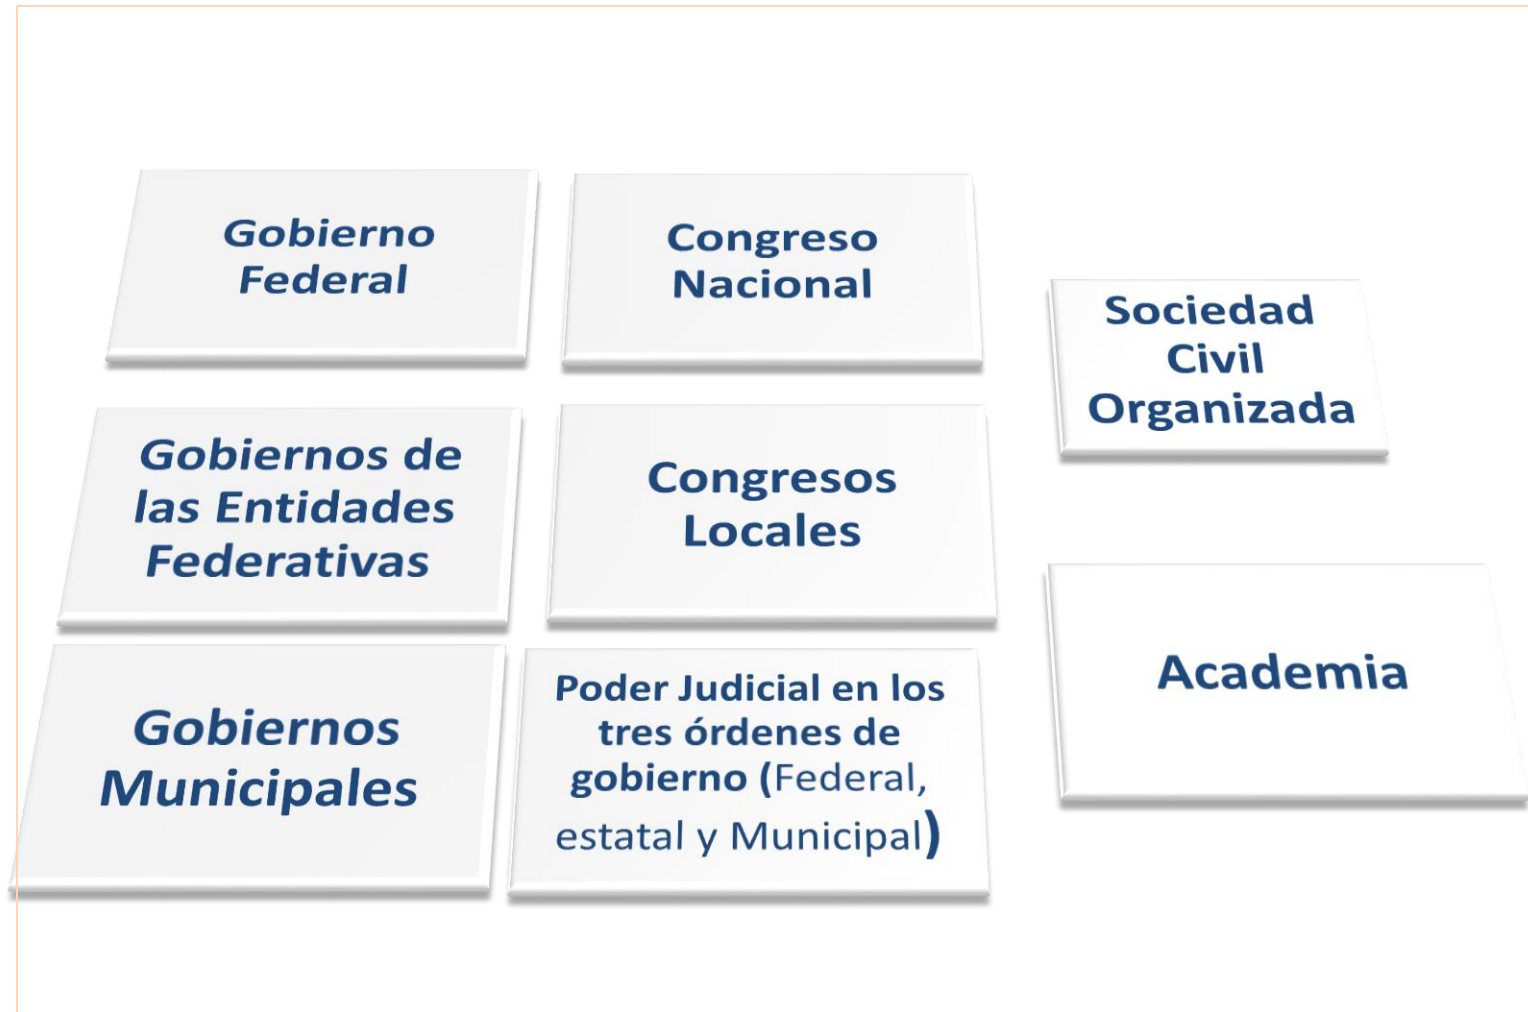 Gobierno
Federal
Congreso
Nacional
Sociedad
Civil
Organizada
Gobiernos de
las Entidades
Federativas
Congresos
Locales
Academia
Gobiernos
Municipales
Poder Judicial en los
tres órdenes de
gobierno (Federal,
estatal y Municipal)